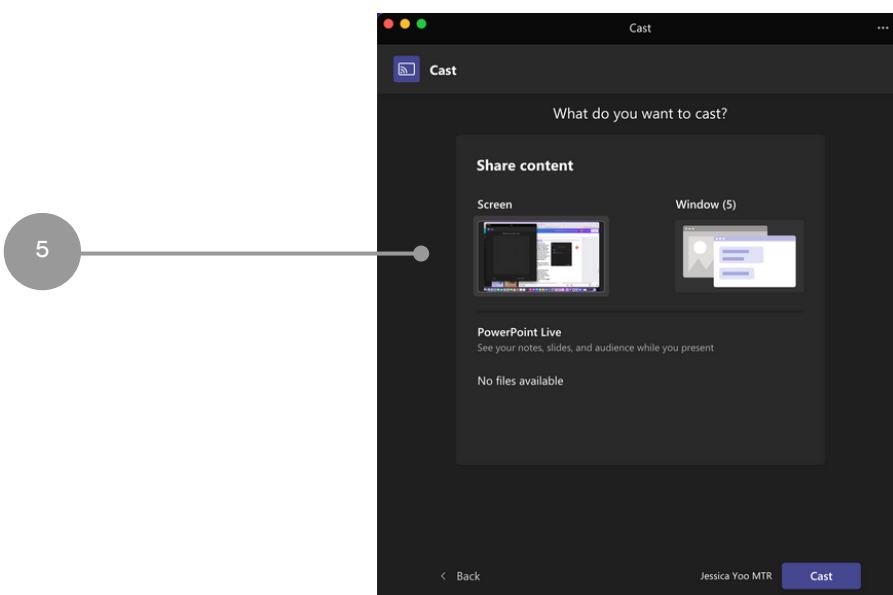 Cast
Cast
What do you want to cast?
Share content
Screen
Window (5)
5
PowerPoint Live
See your notes, slides, and audience while you present
No files available
Back
Jessica Yoo MTR
Cast